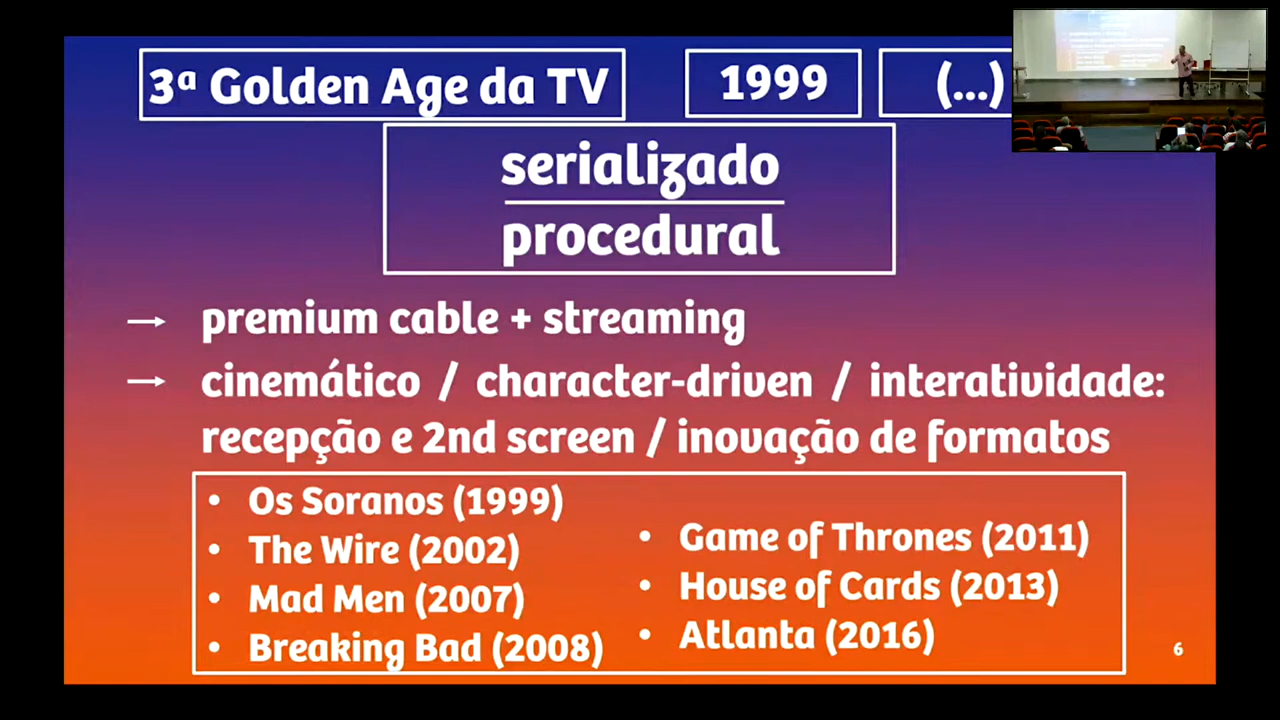 3ª Golden Age da TV
1999
(...)
serializado
procedural
→ premium cable + streaming
→ cinemático / character-driven / interatividade:
recepção e 2nd screen / inovação de formatos
• Os Soranos (1999)
• The Wire (2002)
• Mad Men (2007)
• Breaking Bad (2008)
• Game of Thrones (2011)
• House of Cards (2013)
• Atlanta (2016)
6